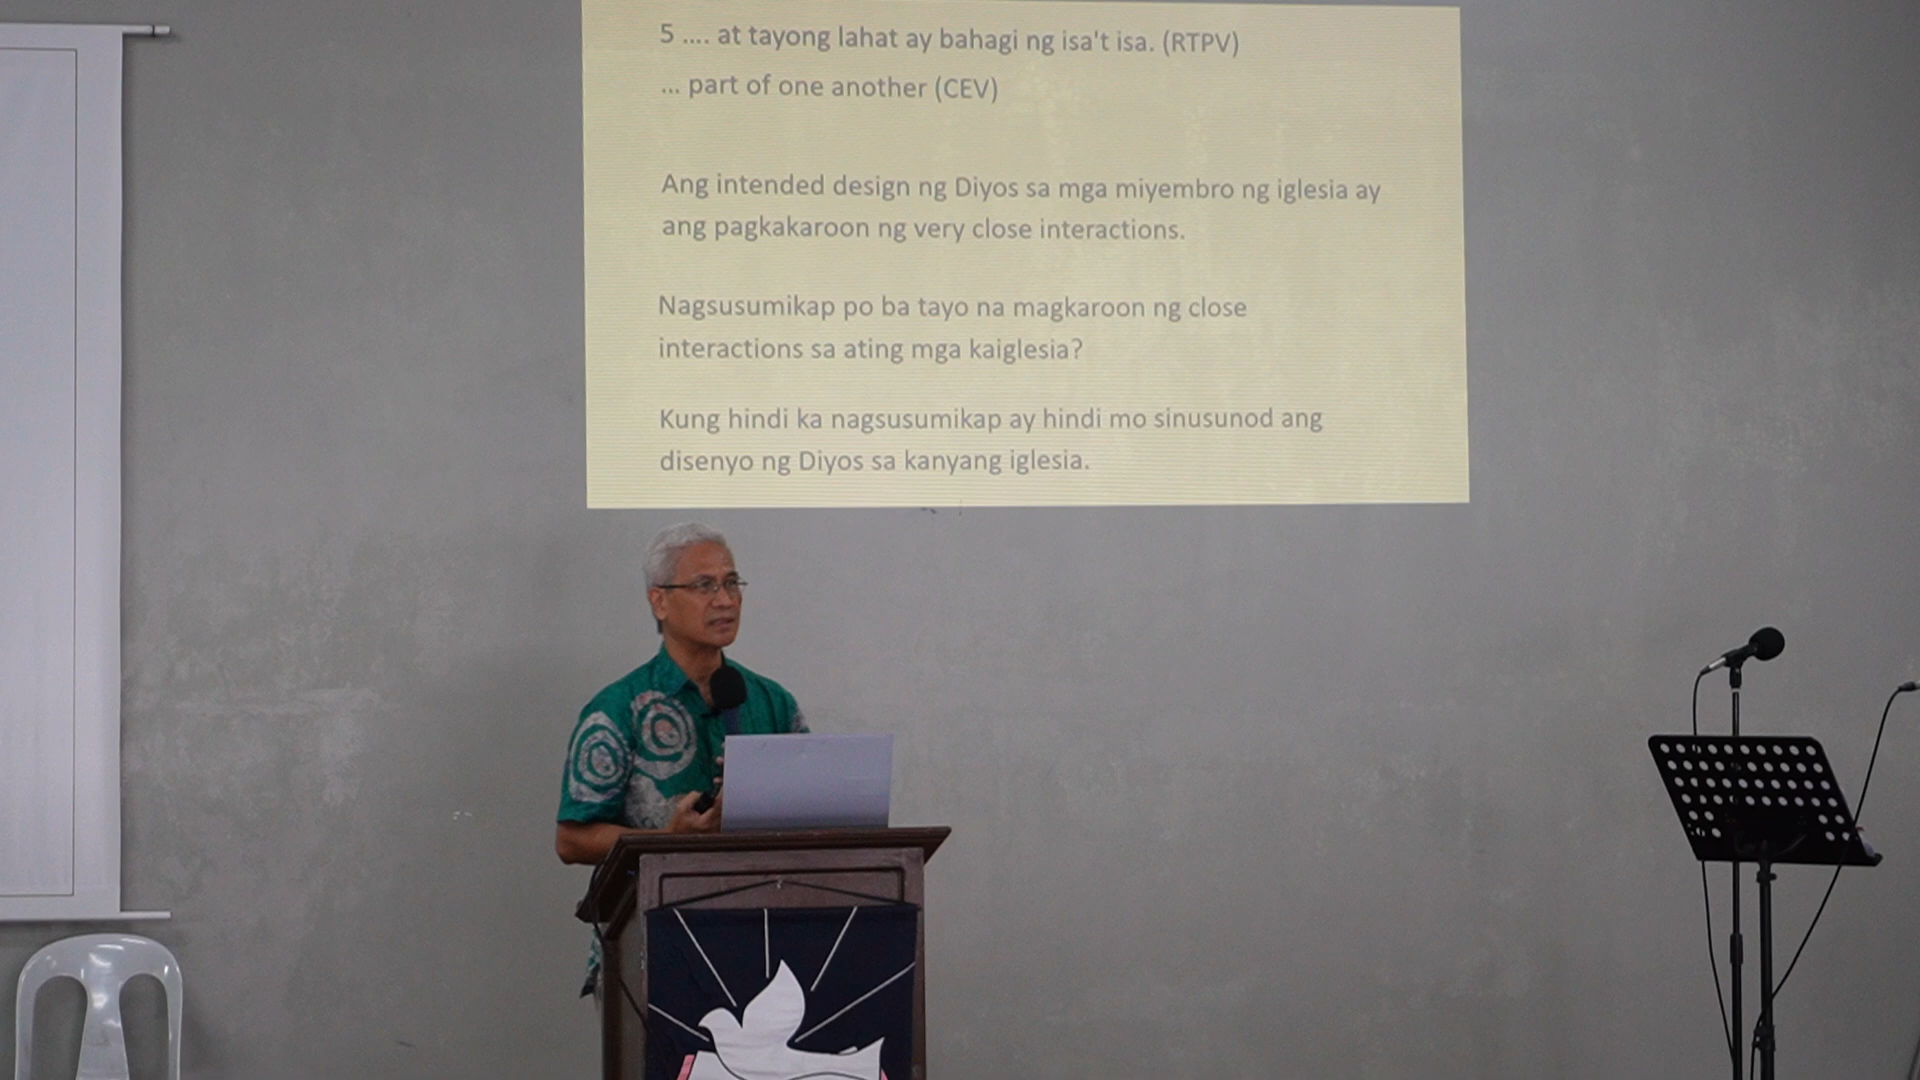 5 .... at tayong lahat ay bahagi ng isa't isa. (RTPV)
... part of one another (CEV)
Ang intended design ng Diyos sa mga miyembro ng iglesia ay
ang pagkakaroon ng very close interactions.
Nagsusumikap po ba tayo na magkaroon ng close
interactions sa ating mga kaiglesia?
Kung hindi ka nagsusumikap ay hindi mo sinusunod ang
disenyo ng Diyos sa kanyang iglesia.